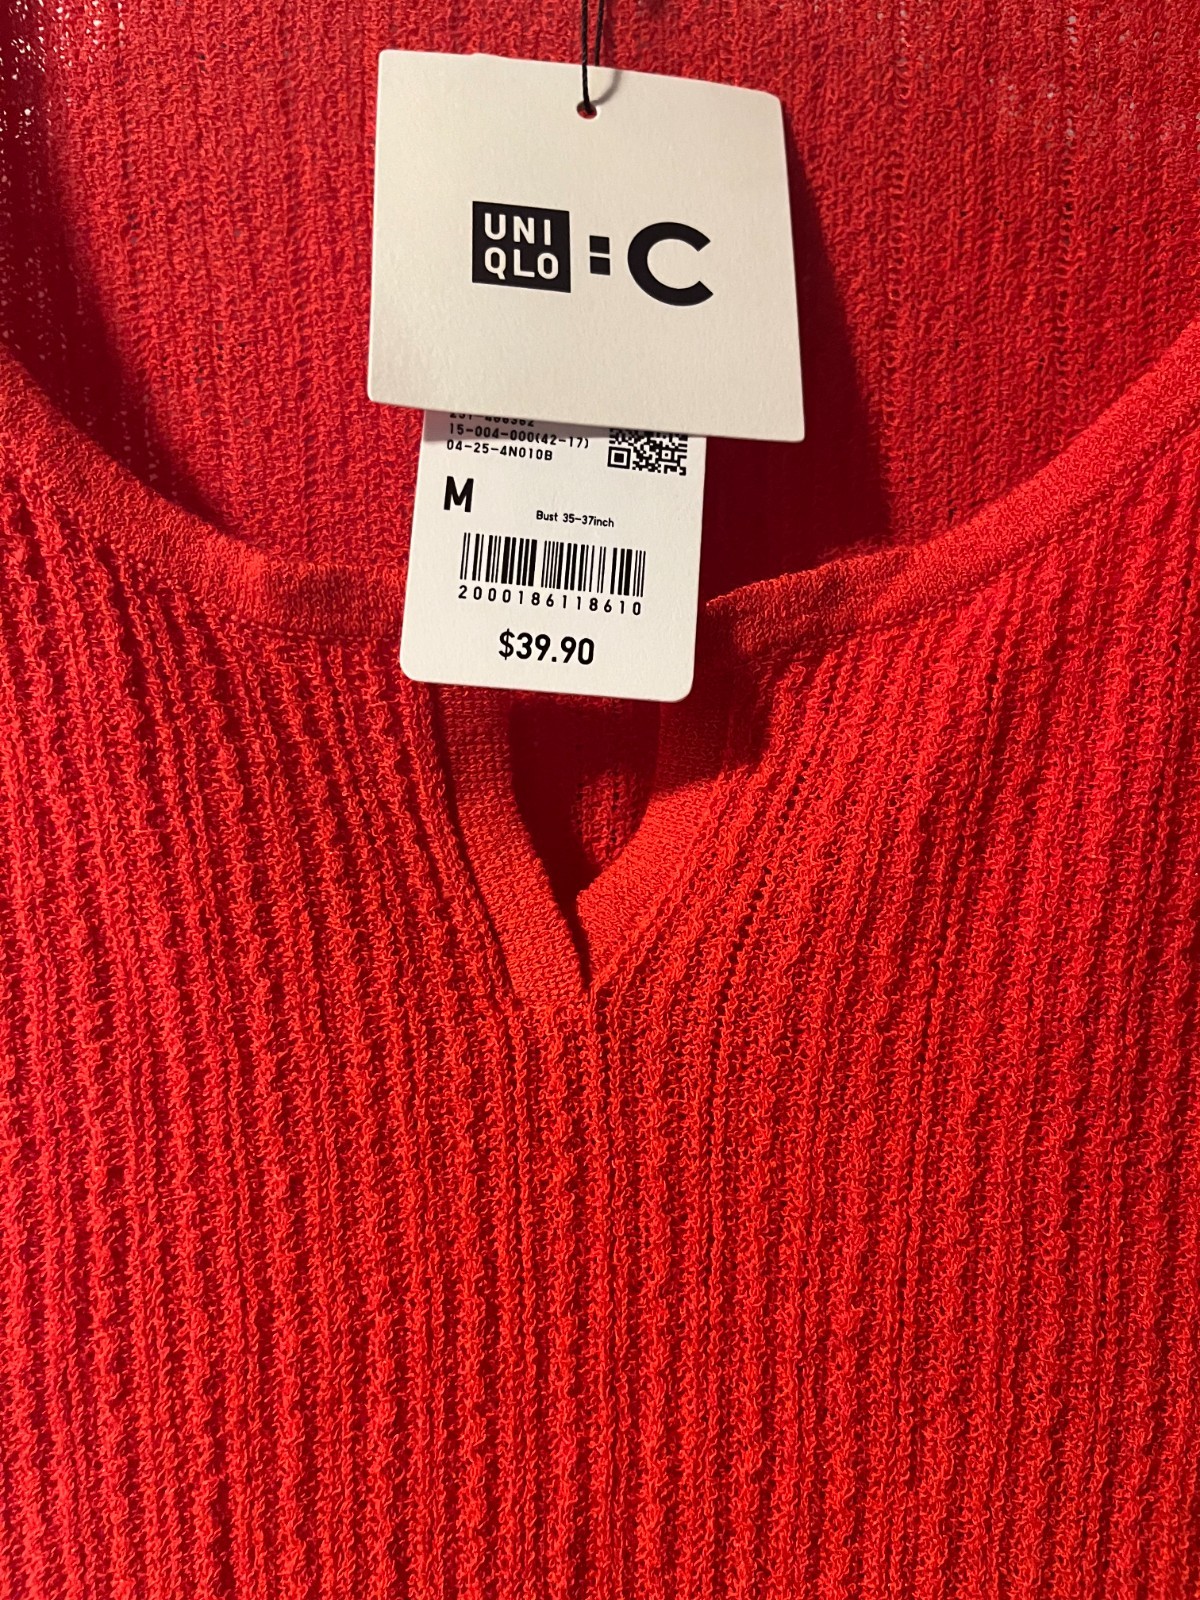 UNI
QLO
: C
15-004-000(42-17)
04-25-4N010B
M
Bust 35-37inch
2000186118610
$39.90